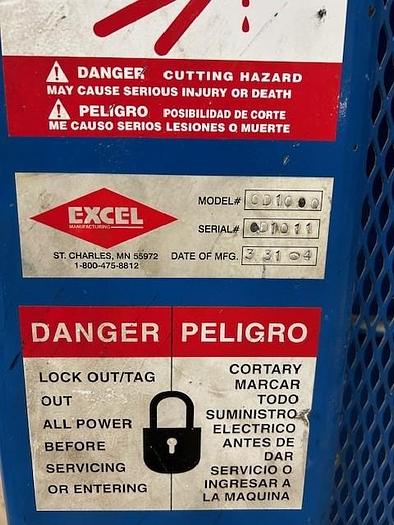 DANGER CUTTING HAZARD
MAY CAUSE SERIOUS INJURY OR DEATH
PELIGRO POSIBILIDAD DE CORTE
ME CAUSO SERIOS LESIONES O MUERTE
EXCEL
MANUFACTURING
ST. CHARLES, MN 55972
1-800-475-8812
MODEL#
SERIAL#
DATE OF MFG. 3 31 04
DANGER
LOCK OUT/TAG
OUT
ALL POWER
BEFORE
SERVICING
OR ENTERING
PELIGRO
CORTARY
MARCAR
TODO
SUMINISTRO
ELECTRICO
ANTES DE
DAR
SERVICIO O
INGRESAR A
LA MAQUINA